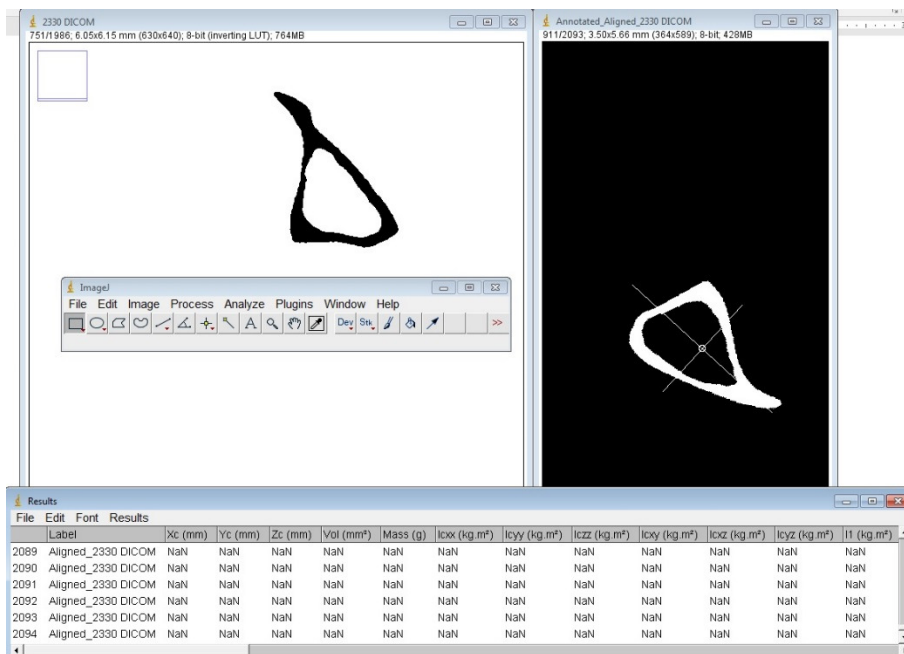 2330 DICOM
751/1986; 6.05x6.15 mm (630x640); 8-bit (inverting LUT); 764MB
Annotated_Aligned_2330 DICOM
911/2093; 3.50x5.66 mm (364x589); 8-bit; 428MB
ImageJ
File Edit Image Process Analyze Plugins Window Help
A Dev Stk >>
Results
File Edit Font Results
Label Xc (mm) Yc (mm) Zc (mm) Vol (mm³) Mass (g) Icxx (kg.m²) Icyy (kg.m²) Iczz (kg.m²) Icxy (kg.m²) Icxz (kg.m²) Icyz (kg.m²) I1 (kg.m²)
2089 Aligned_2330 DICOM NaN NaN NaN NaN NaN NaN NaN NaN NaN NaN NaN NaN
2090 Aligned_2330 DICOM NaN NaN NaN NaN NaN NaN NaN NaN NaN NaN NaN NaN
2091 Aligned_2330 DICOM NaN NaN NaN NaN NaN NaN NaN NaN NaN NaN NaN NaN
2092 Aligned_2330 DICOM NaN NaN NaN NaN NaN NaN NaN NaN NaN NaN NaN NaN
2093 Aligned_2330 DICOM NaN NaN NaN NaN NaN NaN NaN NaN NaN NaN NaN NaN
2094 Aligned_2330 DICOM NaN NaN NaN NaN NaN NaN NaN NaN NaN NaN NaN NaN